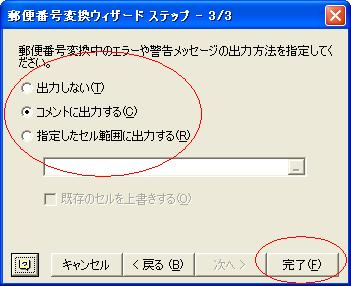 郵便番号変換ウィザード ステップ - 3/3
郵便番号変換中のエラーや警告メッセージの出力方法を指定してく
ださい。
出力しない(T)
コメントに出力する(C)
指定したセル範囲に出力する(R)
既存のセルを上書きする(O)
キャンセル < 戻る (B) 次へ > 完了(F)